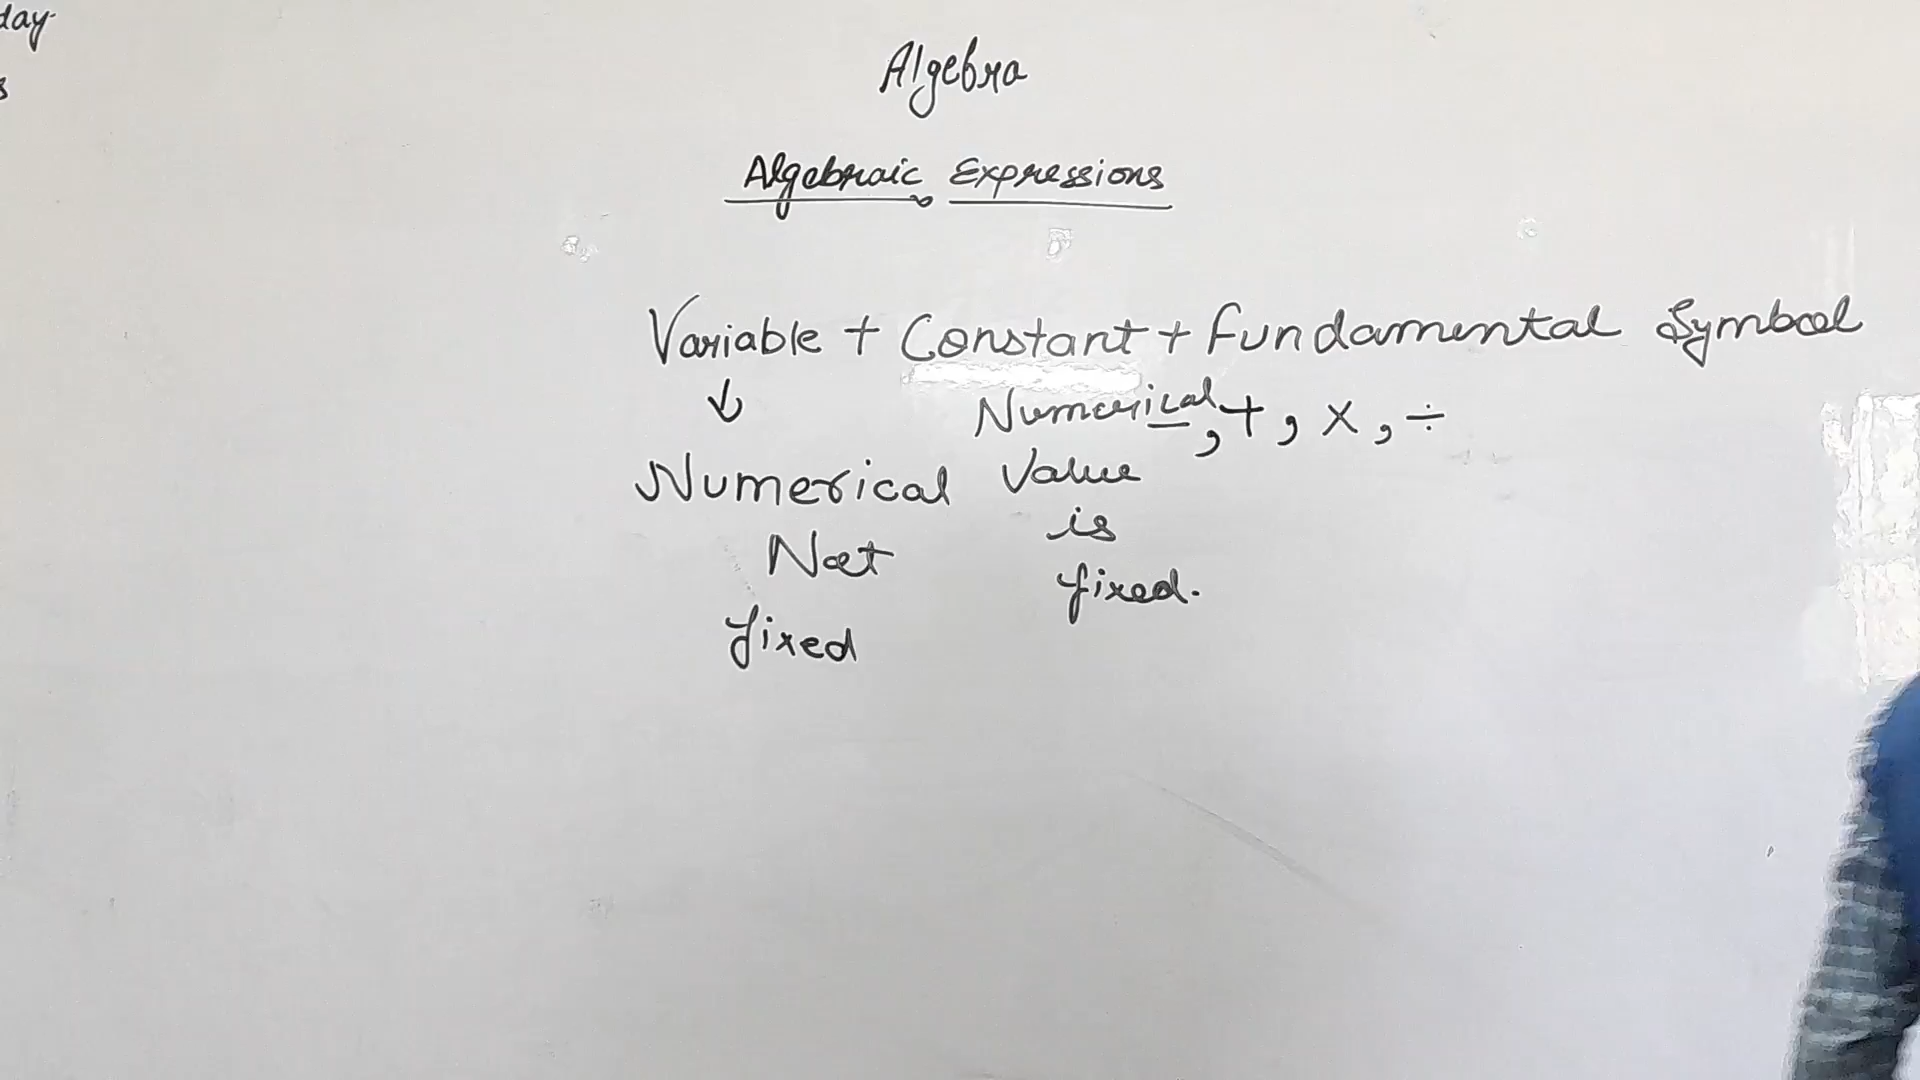 day
s
Algebra
Algebraic Expressions
Variable + Constant + fundamental Symbol
↓
Numerical
Not
fixed
Numerical
Value
is
fixed.
–, +, ×, ÷